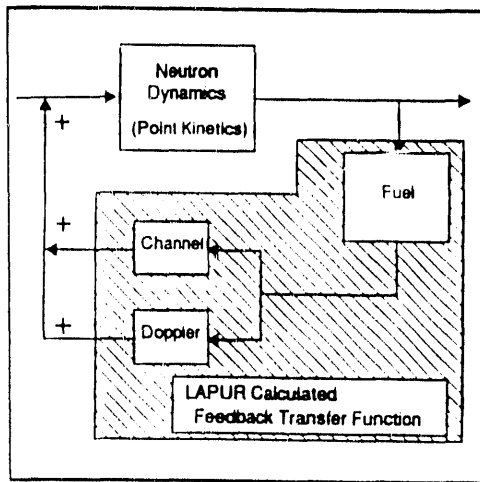 Neutron
Dynamics
(Point Kinetics)
+
Fuel
+
Channel
+
Doppler
LAPUR Calculated
Feedback Transfer Function